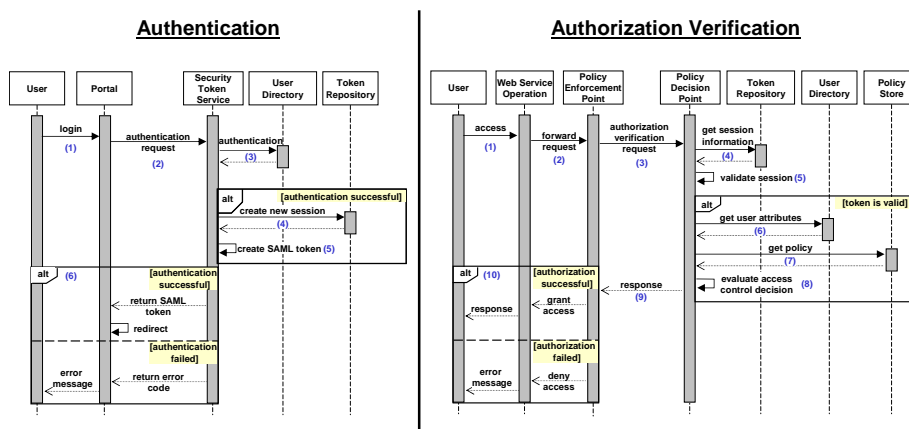 Authentication
User
Portal
Security
Token
Service
User
Directory
Token
Repository
login
(1)
authentication
request
(2)
authentication
(3)
alt
[authentication successful]
create new session
(4)
create SAML token (5)
alt
(6)
[authentication
successful]
return SAML
token
redirect
[authentication
failed]
error
message
return error
code
Authorization Verification
User
Web Service
Operation
Policy
Enforcement
Point
Policy
Decision
Point
Token
Repository
User
Directory
Policy
Store
access
(1)
forward
request
(2)
authorization
verification
request
(3)
get session
information
(4)
validate session (5)
alt
[token is valid]
get user attributes
(6)
get policy
(7)
evaluate access
control decision
(8)
response
(9)
alt
(10)
[authorization
successful]
grant
access
response
[authorization
failed]
error
message
deny
access